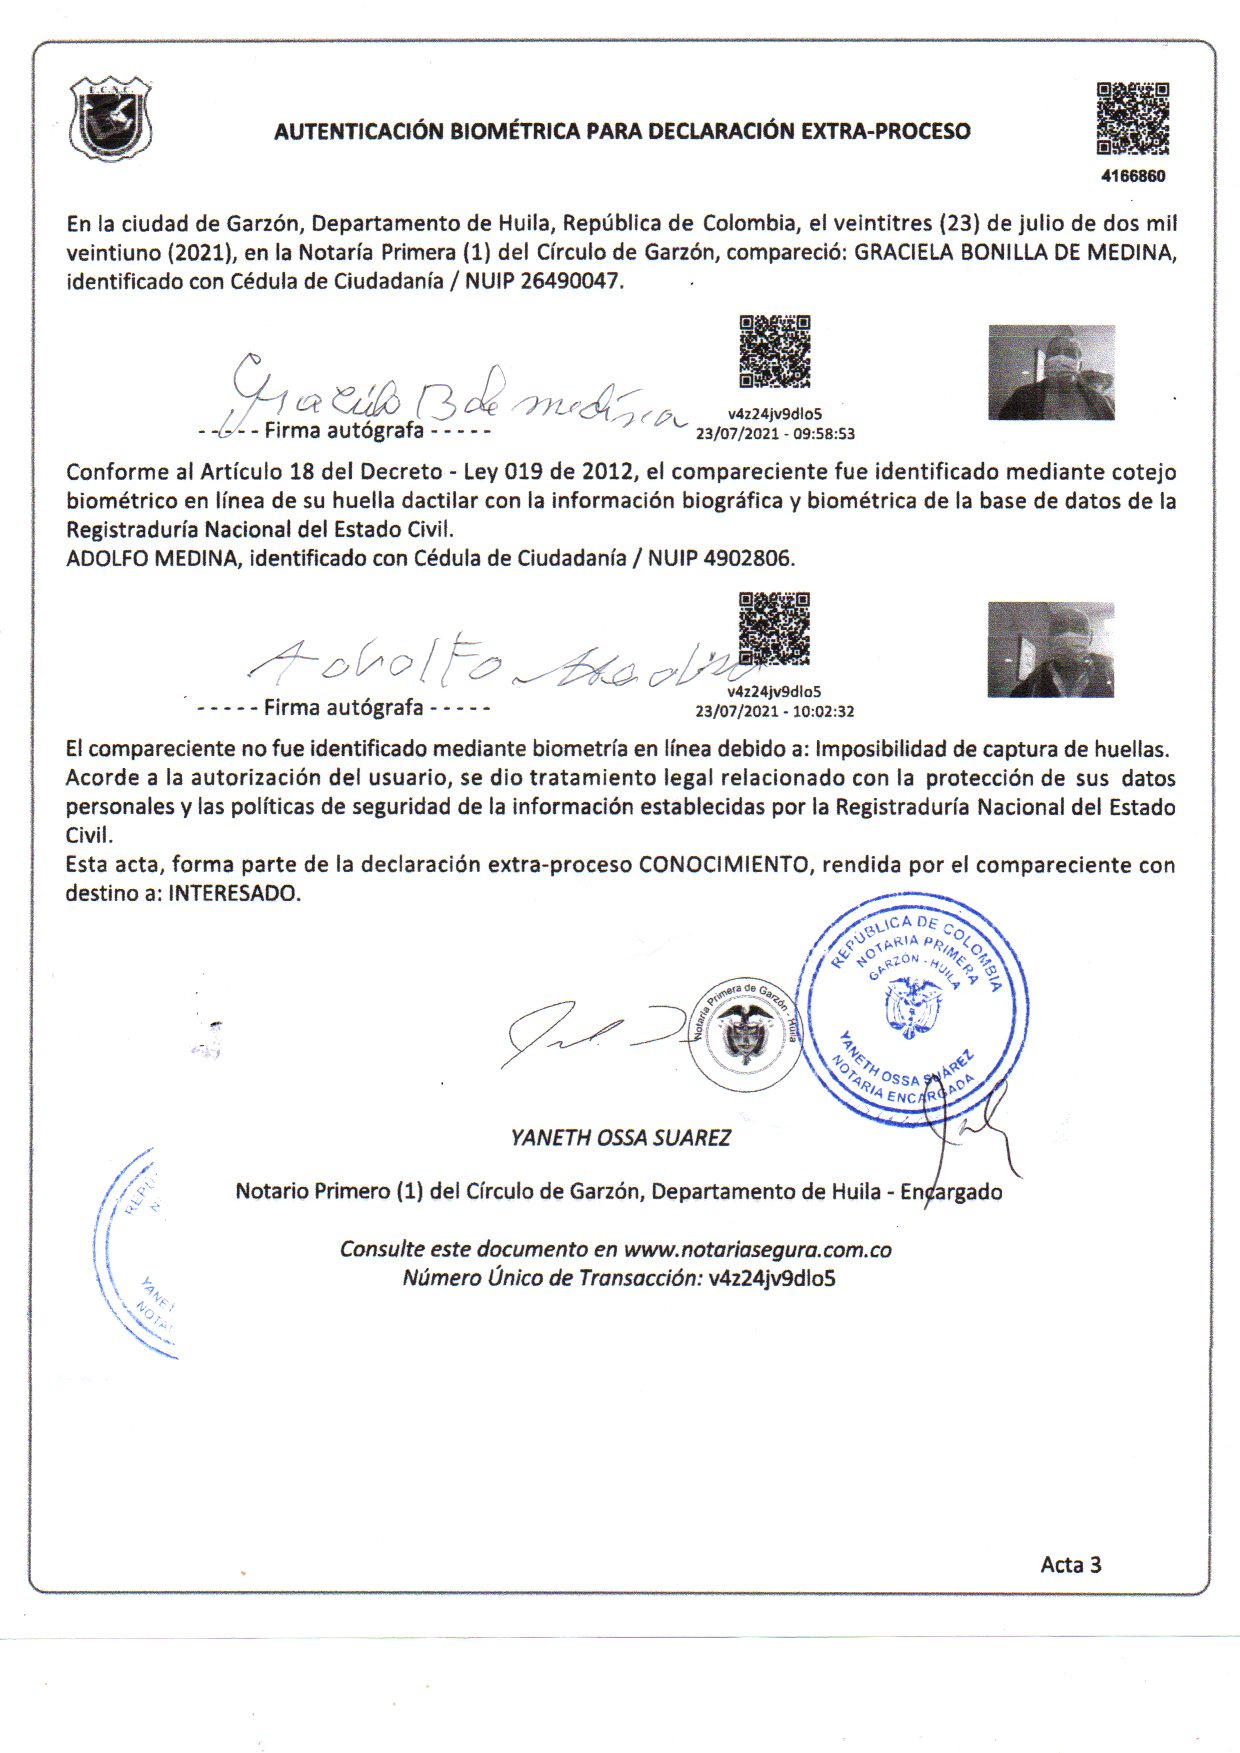 U.C.N.C.
AUTENTICACIÓN BIOMÉTRICA PARA DECLARACIÓN EXTRA-PROCESO
4166860
En la ciudad de Garzón, Departamento de Huila, República de Colombia, el veintitres (23) de julio de dos mil
veintiuno (2021), en la Notaría Primera (1) del Círculo de Garzón, compareció: GRACIELA BONILLA DE MEDINA,
identificado con Cédula de Ciudadanía / NUIP 26490047.
Graciela B de medina
----- Firma autógrafa -----
v4z24jv9dlo5
23/07/2021 - 09:58:53
Conforme al Artículo 18 del Decreto - Ley 019 de 2012, el compareciente fue identificado mediante cotejo
biométrico en línea de su huella dactilar con la información biográfica y biométrica de la base de datos de la
Registraduría Nacional del Estado Civil.
ADOLFO MEDINA, identificado con Cédula de Ciudadanía / NUIP 4902806.
Adolfo Medina
----- Firma autógrafa -----
v4z24jv9dlo5
23/07/2021 - 10:02:32
El compareciente no fue identificado mediante biometría en línea debido a: Imposibilidad de captura de huellas.
Acorde a la autorización del usuario, se dio tratamiento legal relacionado con la protección de sus datos
personales y las políticas de seguridad de la información establecidas por la Registraduría Nacional del Estado
Civil.
Esta acta, forma parte de la declaración extra-proceso CONOCIMIENTO, rendida por el compareciente con
destino a: INTERESADO.
REPÚBLICA DE COLOMBIA
NOTARIA PRIMERA
GARZÓN - HUILA
YANETH OSSA SUÁREZ
NOTARIA ENCARGADA
Notaría Primera de Garzón - Huila
YANETH OSSA SUAREZ
Notario Primero (1) del Círculo de Garzón, Departamento de Huila - Encargado
Consulte este documento en www.notariasegura.com.co
Número Único de Transacción: v4z24jv9dlo5
REPÚ
N
YANET
NOTA
Acta 3